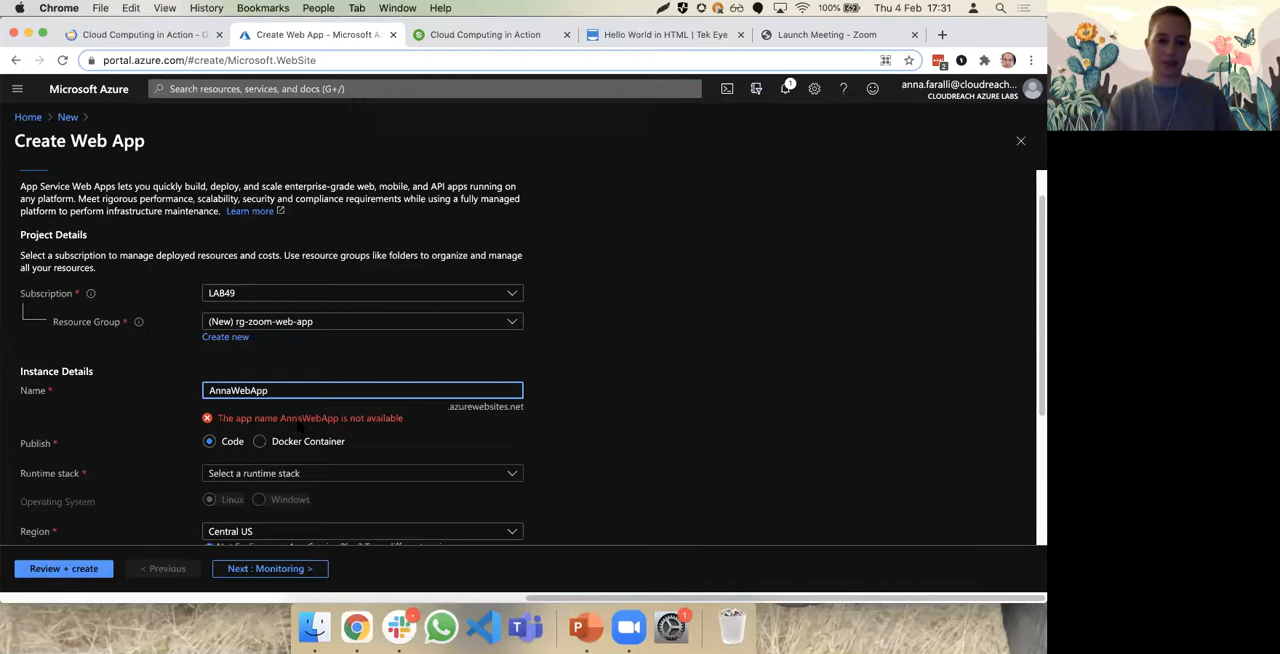 Chrome File Edit View History Bookmarks People Tab Window Help 100% Thu 4 Feb 17:31
Cloud Computing in Action - G
Create Web App - Microsoft A
Cloud Computing in Action
Hello World in HTML | Tek Eye
Launch Meeting - Zoom
portal.azure.com/#create/Microsoft.WebSite
2
Microsoft Azure
Search resources, services, and docs (G+/)
1
anna.faralli@cloudreach...
CLOUDREACH AZURE LABS
Home > New >
Create Web App
App Service Web Apps lets you quickly build, deploy, and scale enterprise-grade web, mobile, and API apps running on
any platform. Meet rigorous performance, scalability, security and compliance requirements while using a fully managed
platform to perform infrastructure maintenance. Learn more
Project Details
Select a subscription to manage deployed resources and costs. Use resource groups like folders to organize and manage
all your resources.
Subscription *
LAB49
Resource Group *
(New) rg-zoom-web-app
Create new
Instance Details
Name *
AnnaWebApp
.azurewebsites.net
The app name AnnaWebApp is not available
Publish *
Code
Docker Container
Runtime stack *
Select a runtime stack
Operating System
Linux
Windows
Region *
Central US
Review + create
< Previous
Next : Monitoring >
1